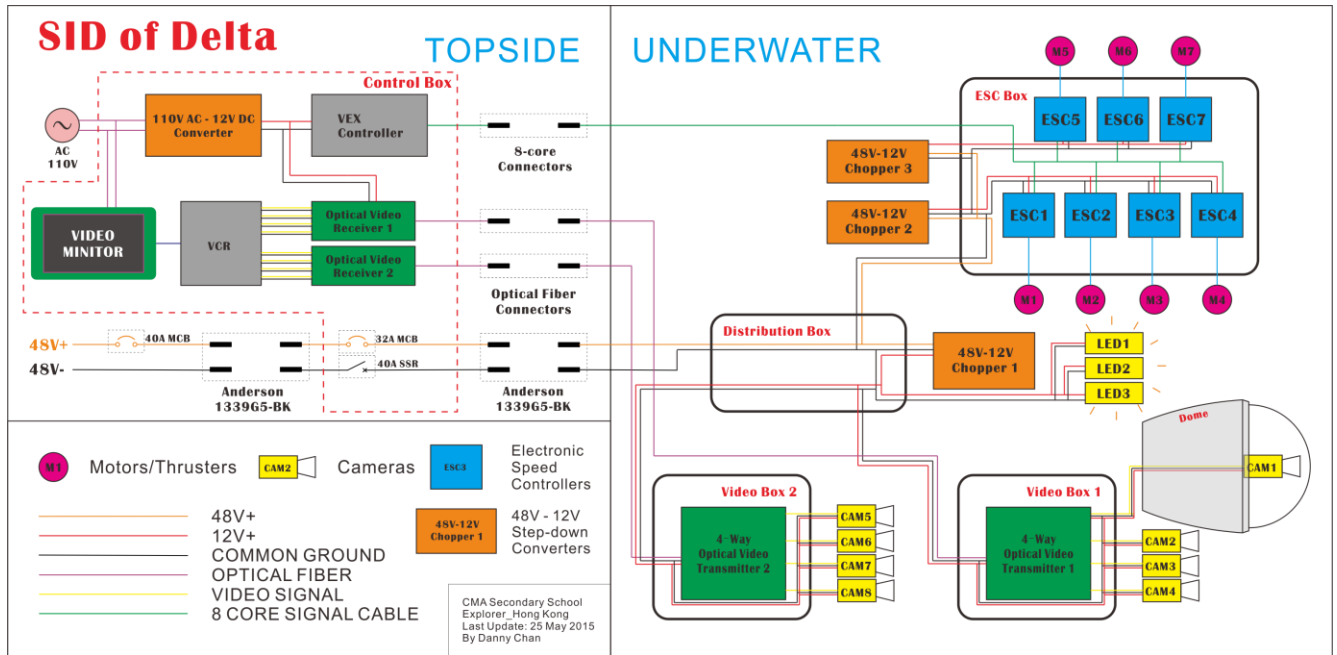 SID of Delta
TOPSIDE
UNDERWATER
Control Box
AC
110V
110V AC - 12V DC
Converter
VEX
Controller
8-core
Connectors
VIDEO
MINITOR
VCR
Optical Video
Receiver 1
Optical Video
Receiver 2
Optical Fiber
Connectors
48V+
40A MCB
32A MCB
48V-
40A SSR
Anderson
1339G5-BK
Anderson
1339G5-BK
M5
M6
M7
ESC Box
ESC5
ESC6
ESC7
48V-12V
Chopper 3
48V-12V
Chopper 2
ESC1
ESC2
ESC3
ESC4
M1
M2
M3
M4
Distribution Box
48V-12V
Chopper 1
LED1
LED2
LED3
Dome
CAM1
Video Box 2
4-Way
Optical Video
Transmitter 2
CAM5
CAM6
CAM7
CAM8
Video Box 1
4-Way
Optical Video
Transmitter 1
CAM2
CAM3
CAM4
M1
Motors/Thrusters
CAM2
Cameras
ESC3
Electronic
Speed
Controllers
48V+
12V+
COMMON GROUND
OPTICAL FIBER
VIDEO SIGNAL
8 CORE SIGNAL CABLE
48V-12V
Chopper 1
48V - 12V
Step-down
Converters
CMA Secondary School
Explorer_Hong Kong
Last Update: 25 May 2015
By Danny Chan